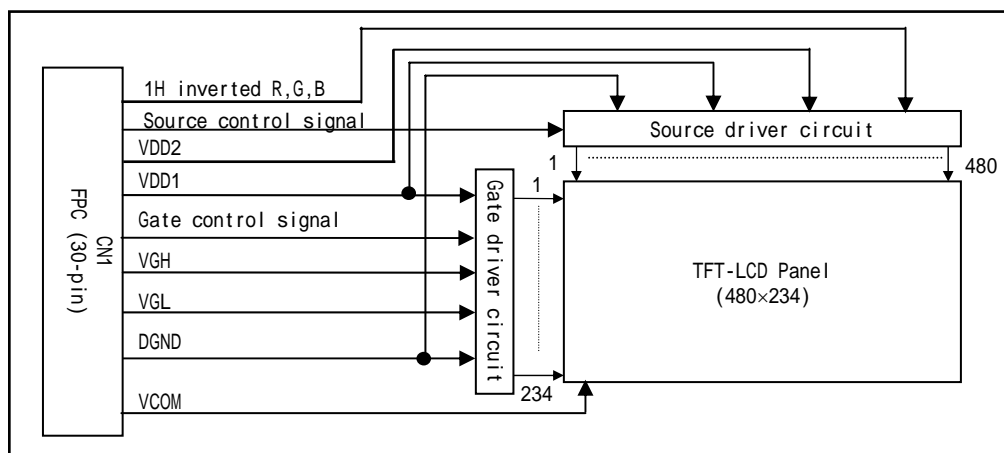 1H inverted R,G,B
Source control signal
VDD2
VDD1
Gate control signal
VGH
VGL
DGND
VCOM
CN1
FPC (30-pin)
Gate driver circuit
1
234
Source driver circuit
1
480
TFT-LCD Panel
(480×234)